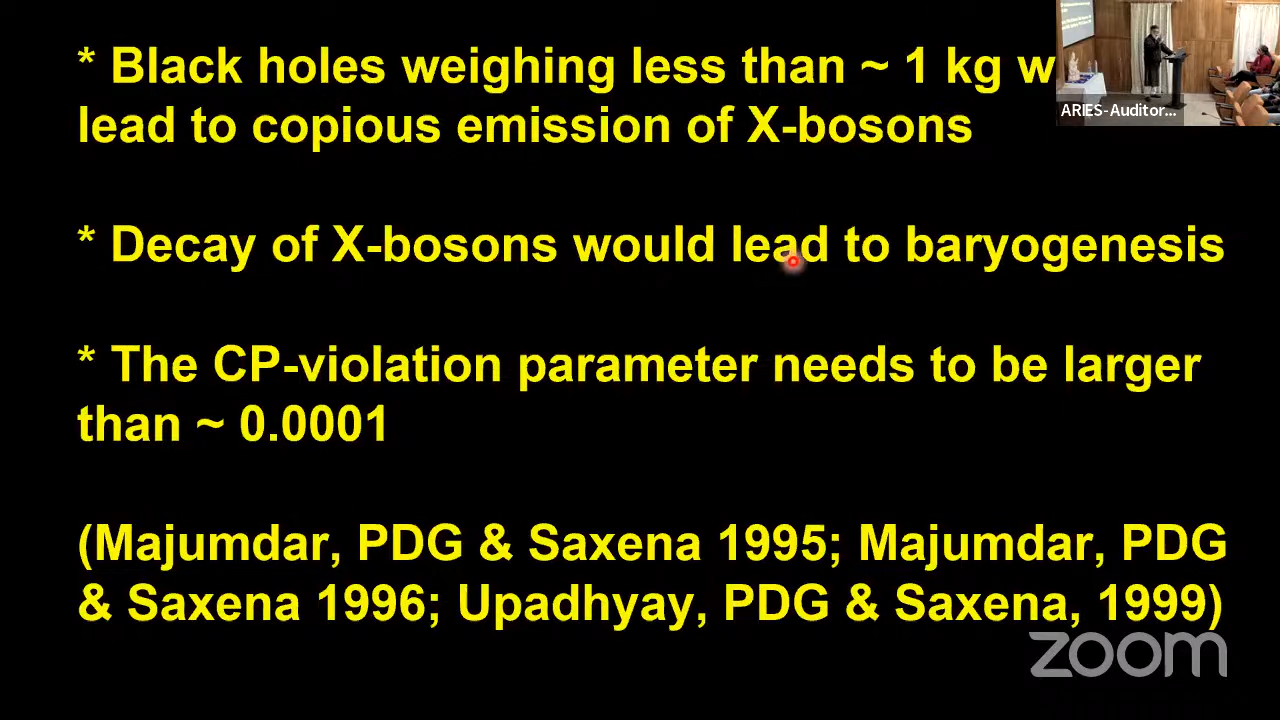 * Black holes weighing less than ~ 1 kg w
lead to copious emission of X-bosons
* Decay of X-bosons would lead to baryogenesis
* The CP-violation parameter needs to be larger
than ~ 0.0001
(Majumdar, PDG & Saxena 1995; Majumdar, PDG
& Saxena 1996; Upadhyay, PDG & Saxena, 1999)
ARIES-Auditor...
zoom